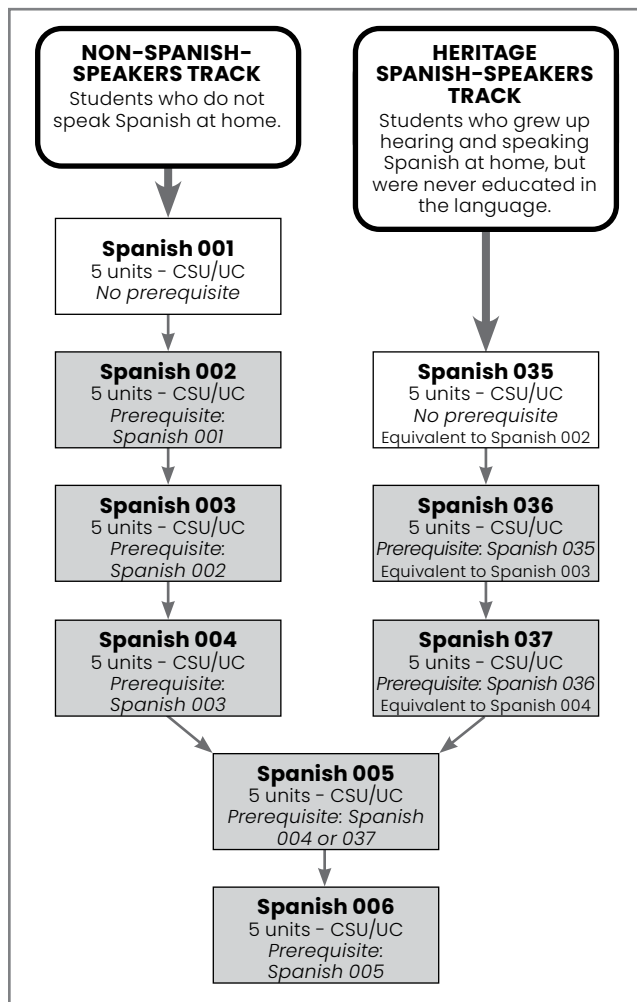 NON-SPANISH-
SPEAKERS TRACK
Students who do not
speak Spanish at home.
HERITAGE
SPANISH-SPEAKERS
TRACK
Students who grew up
hearing and speaking
Spanish at home, but
were never educated in
the language.
Spanish 001
5 units - CSU/UC
No prerequisite
Spanish 002
5 units - CSU/UC
Prerequisite:
Spanish 001
Spanish 035
5 units - CSU/UC
No prerequisite
Equivalent to Spanish 002
Spanish 003
5 units - CSU/UC
Prerequisite:
Spanish 002
Spanish 036
5 units - CSU/UC
Prerequisite: Spanish 035
Equivalent to Spanish 003
Spanish 004
5 units - CSU/UC
Prerequisite:
Spanish 003
Spanish 037
5 units - CSU/UC
Prerequisite: Spanish 036
Equivalent to Spanish 004
Spanish 005
5 units - CSU/UC
Prerequisite: Spanish
004 or 037
Spanish 006
5 units - CSU/UC
Prerequisite:
Spanish 005